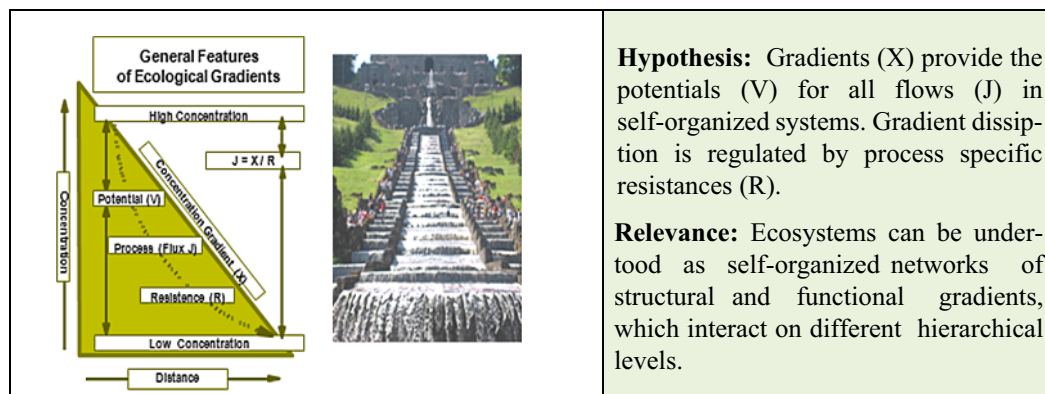 General Features
of Ecological Gradients
High Concentration
J = X / R
Concentration
Potential (V)
Concentration Gradient (X)
Process (Flux J)
Resistence (R)
Low Concentration
Distance
Hypothesis: Gradients (X) provide the
potentials (V) for all flows (J) in
self-organized systems. Gradient dissip-
tion is regulated by process specific
resistances (R).
Relevance: Ecosystems can be under-
tood as self-organized networks of
structural and functional gradients,
which interact on different hierarchical
levels.